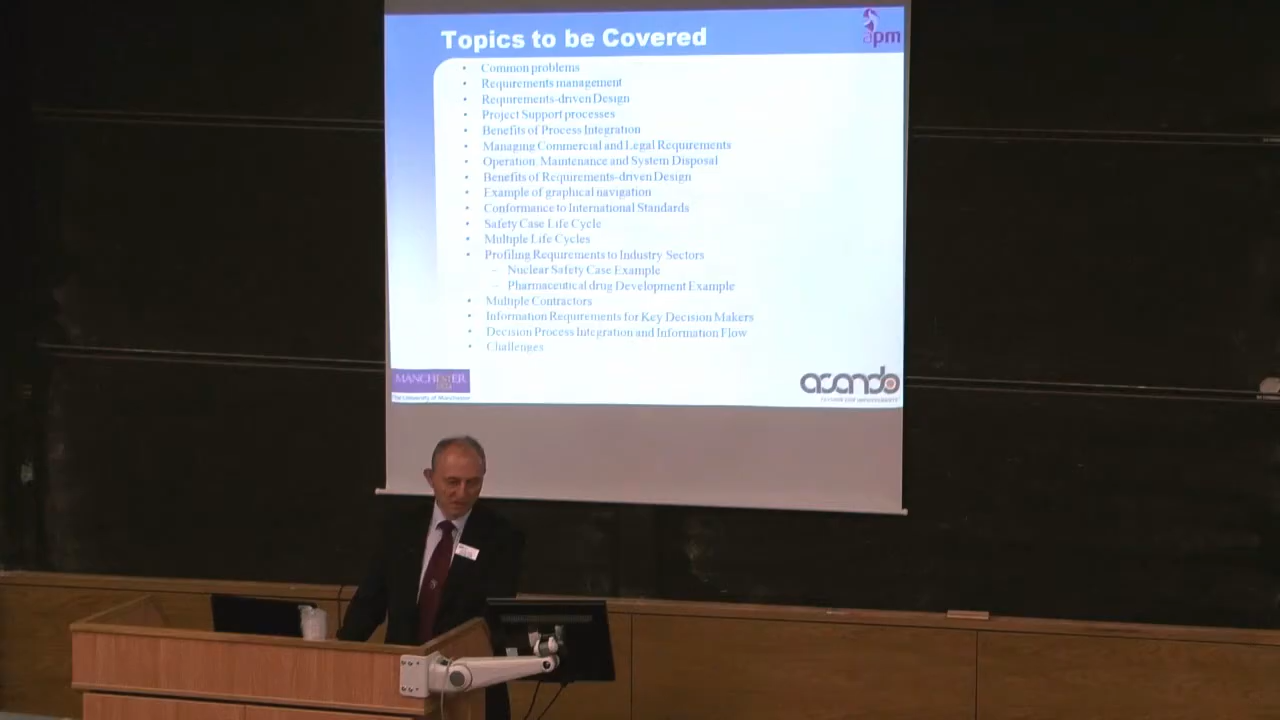 Topics to be Covered
apm
• Common problems
• Requirements management
• Requirements-driven Design
• Project Support processes
• Benefits of Process Integration
• Managing Commercial and Legal Requirements
• Operation, Maintenance and System Disposal
• Benefits of Requirements-driven Design
• Example of graphical navigation
• Conformance to International Standards
• Safety Case Life Cycle
• Multiple Life Cycles
• Profiling Requirements to Industry Sectors
– Nuclear Safety Case Example
– Pharmaceutical drug Development Example
• Multiple Contractors
• Information Requirements for Key Decision Makers
• Decision Process Integration and Information Flow
• Challenges
MANCHESTER
1824
The University of Manchester
acando